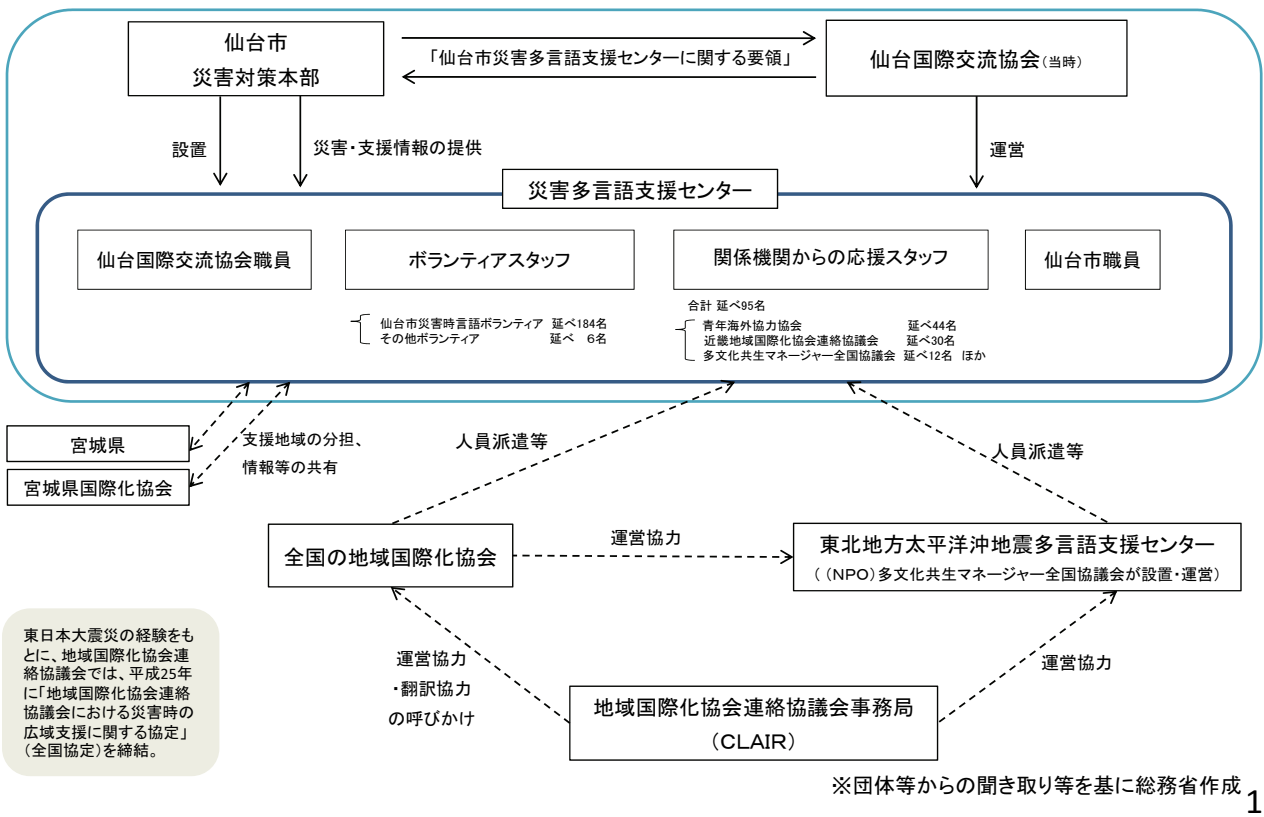 仙台市
災害対策本部
「仙台市災害多言語支援センターに関する要領」
仙台国際交流協会(当時)
設置
災害・支援情報の提供
運営
災害多言語支援センター
仙台国際交流協会職員
ボランティアスタッフ
関係機関からの応援スタッフ
仙台市職員
仙台市災害時言語ボランティア 延べ184名
その他ボランティア 延べ 6名
合計 延べ95名
青年海外協力協会 延べ44名
近畿地域国際化協会連絡協議会 延べ30名
多文化共生マネージャー全国協議会 延べ12名 ほか
宮城県
宮城県国際化協会
支援地域の分担、
情報等の共有
人員派遣等
人員派遣等
全国の地域国際化協会
運営協力
東北地方太平洋沖地震多言語支援センター
((NPO)多文化共生マネージャー全国協議会が設置・運営)
東日本大震災の経験をも
とに、地域国際化協会連
絡協議会では、平成25年
に「地域国際化協会連絡
協議会における災害時の
広域支援に関する協定」
(全国協定)を締結。
運営協力
・翻訳協力
の呼びかけ
運営協力
地域国際化協会連絡協議会事務局
(CLAIR)
※団体等からの聞き取り等を基に総務省作成
1